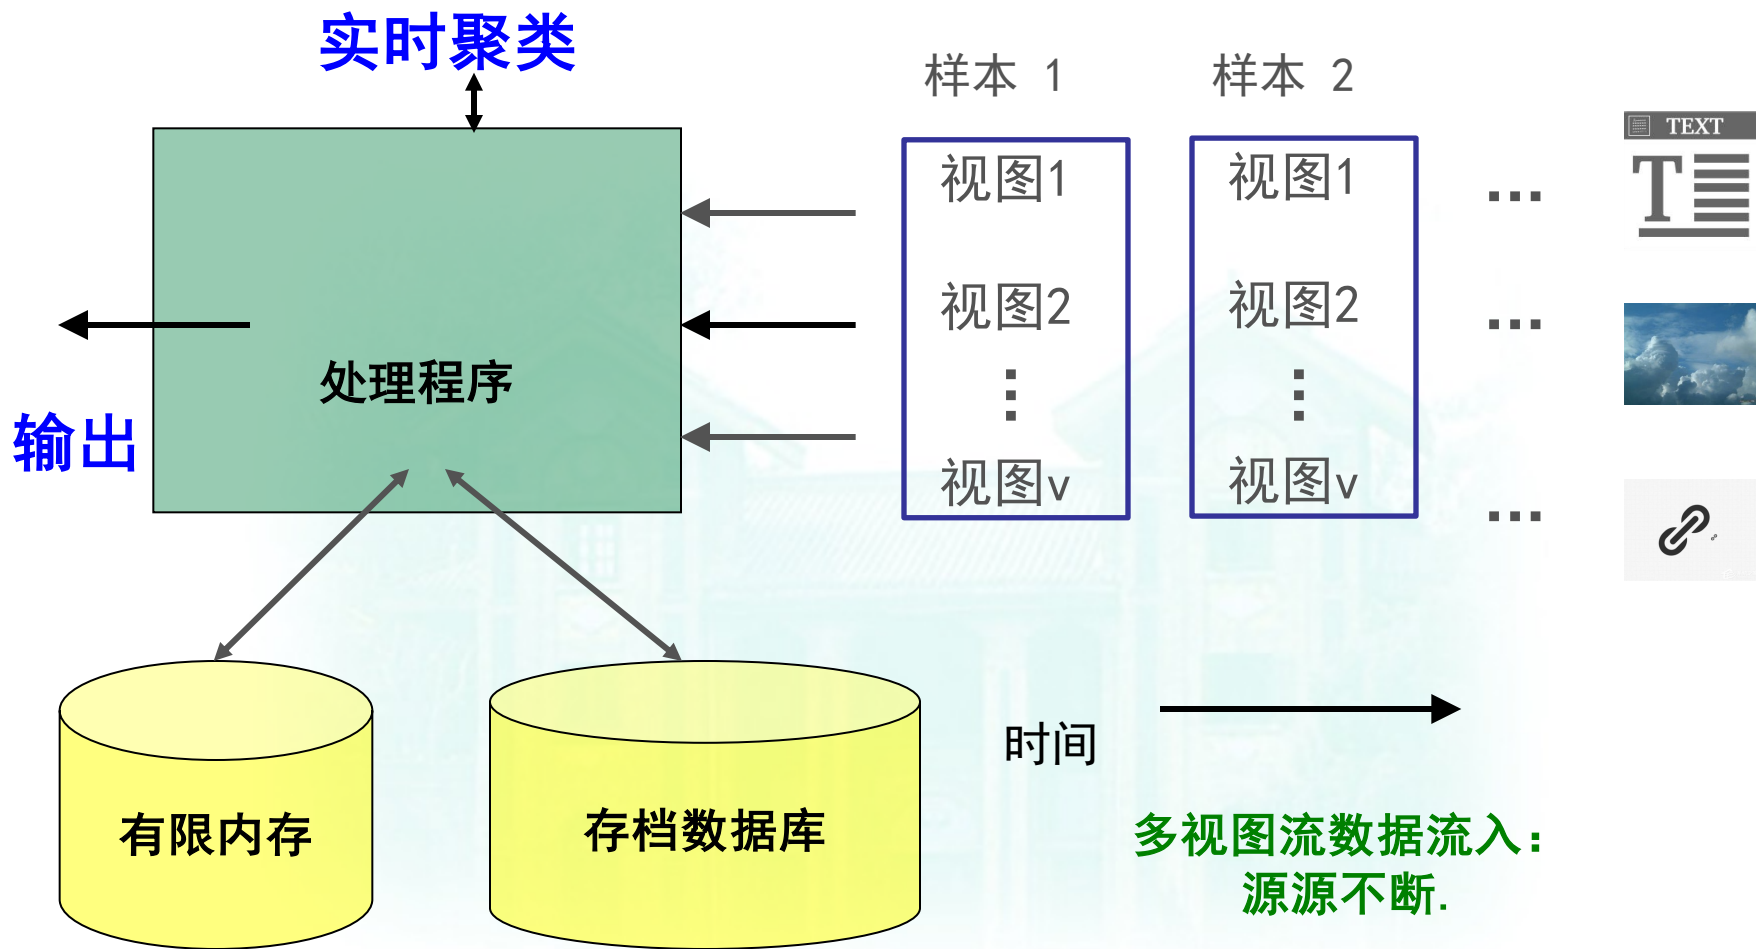 实时聚类
样本 1
样本 2
TEXT
T
视图1
视图1
...
视图2
视图2
...
处理程序
⋮
⋮
输出
视图v
视图v
...
时间
有限内存
存档数据库
多视图流数据流入：
源源不断.